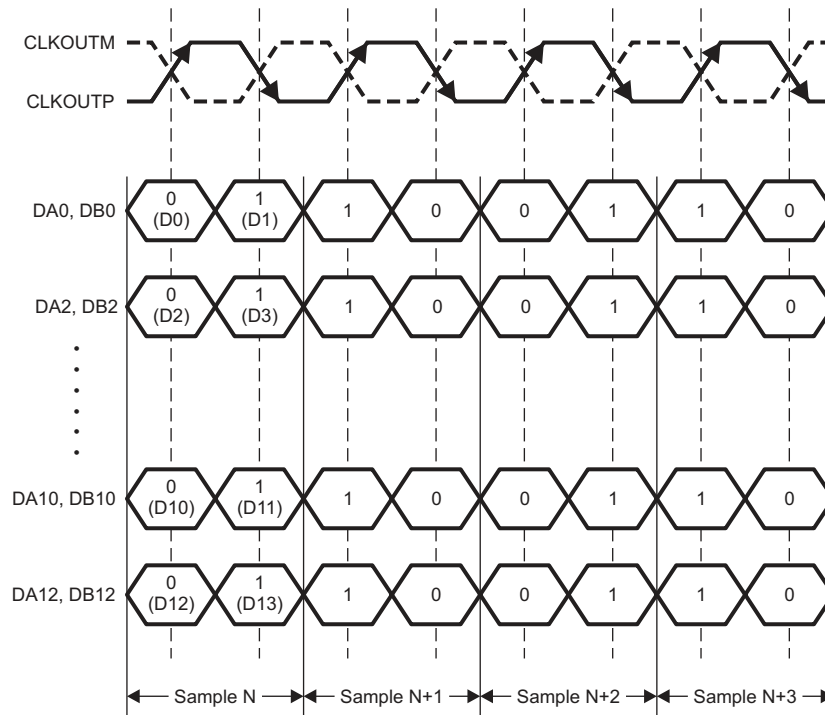 CLKOUTM
CLKOUTP
DA0, DB0
0
(D0)
1
(D1)
1
0
0
1
1
0
DA2, DB2
0
(D2)
1
(D3)
1
0
0
1
1
0
DA10, DB10
0
(D10)
1
(D11)
1
0
0
1
1
0
DA12, DB12
0
(D12)
1
(D13)
1
0
0
1
1
0
Sample N
Sample N+1
Sample N+2
Sample N+3